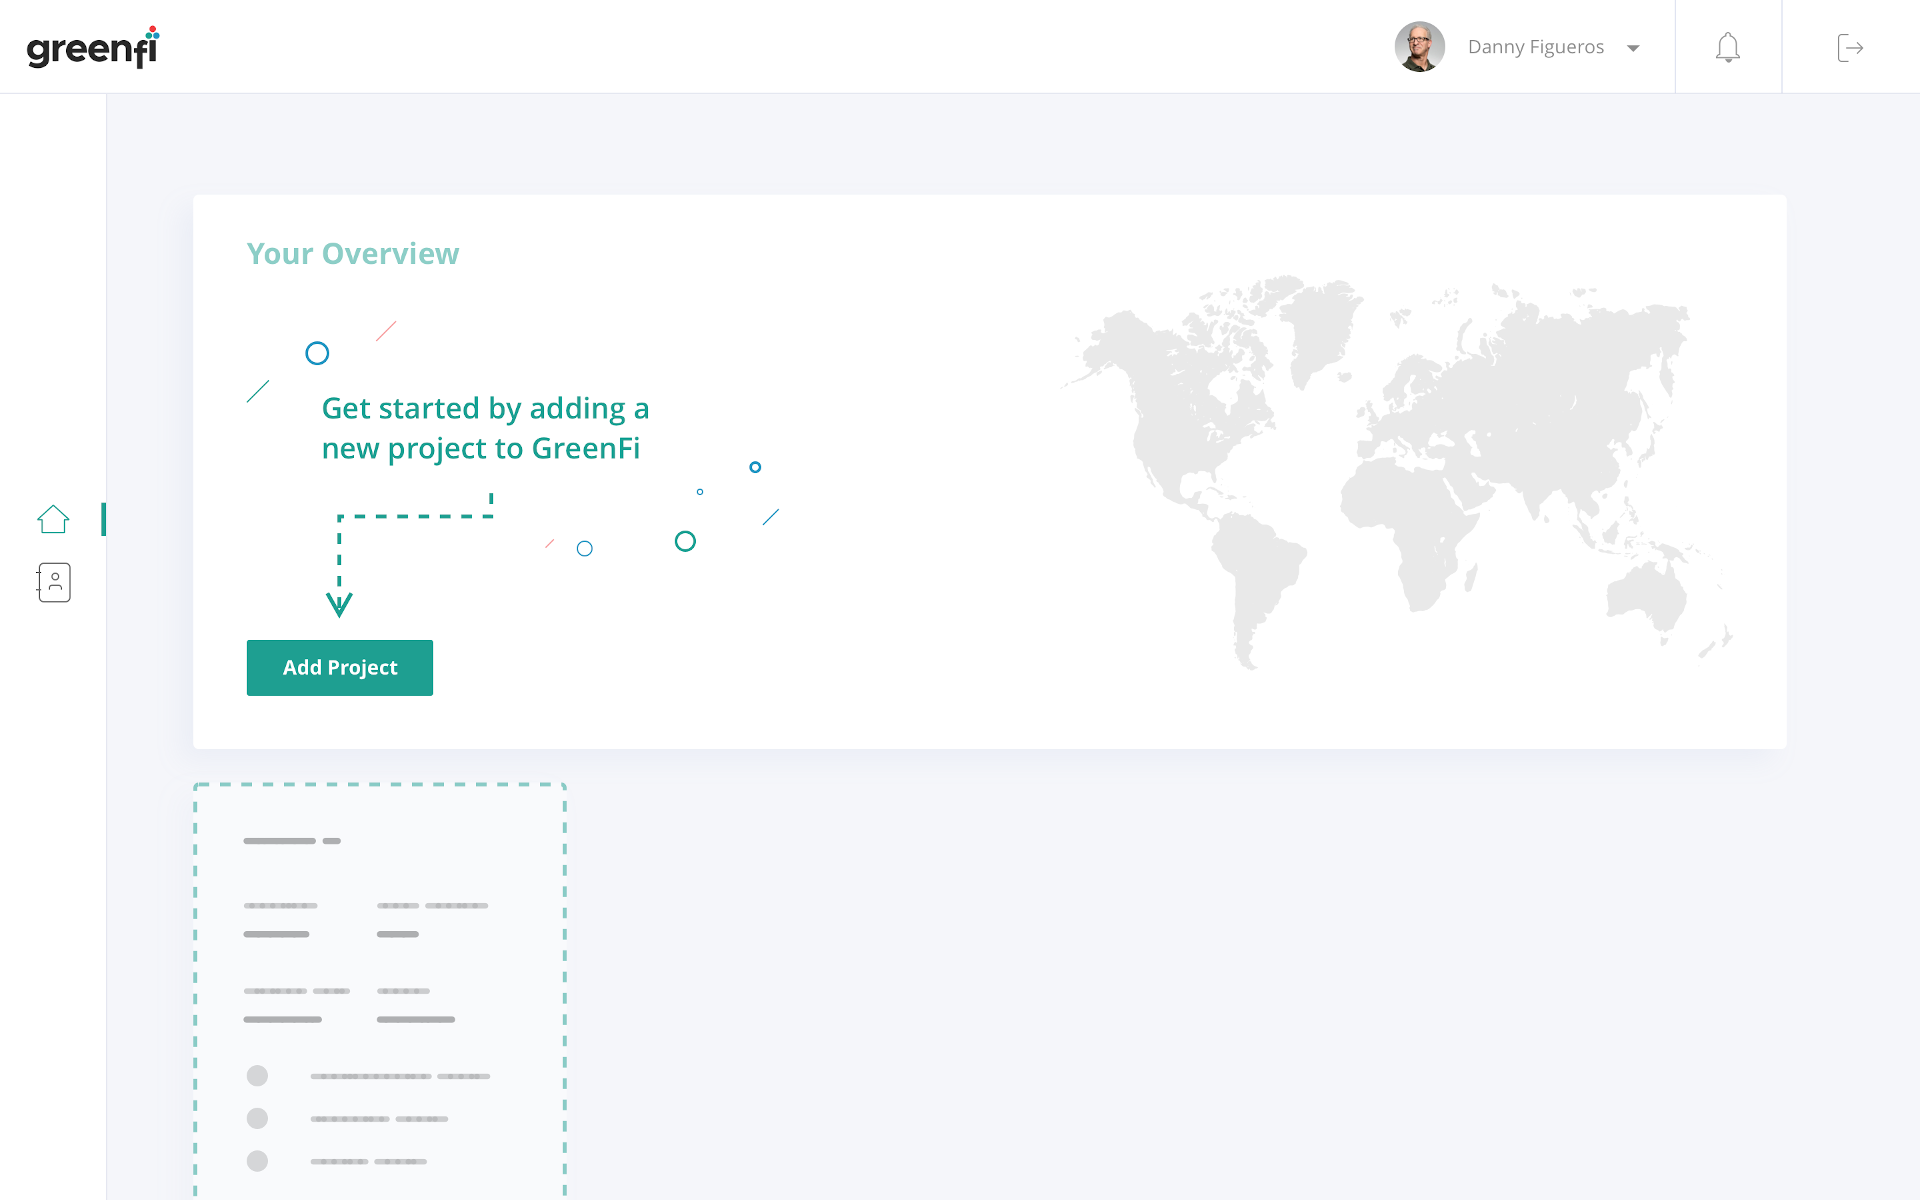 greenfi
Danny Figueros
Your Overview
Get started by adding a
new project to GreenFi
Add Project